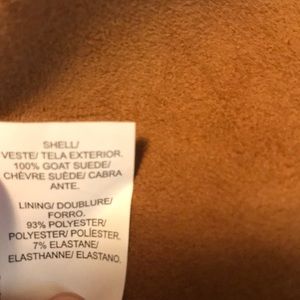 SHELL/
VESTE/ TELA EXTERIOR.
100% GOAT SUEDE/
CHÈVRE SUÈDE/ CABRA
ANTE.
LINING/ DOUBLURE/
FORRO.
93% POLYESTER/
POLYESTER/ POLÍESTER.
7% ELASTANE/
ELASTHANNE/ ELASTANO.